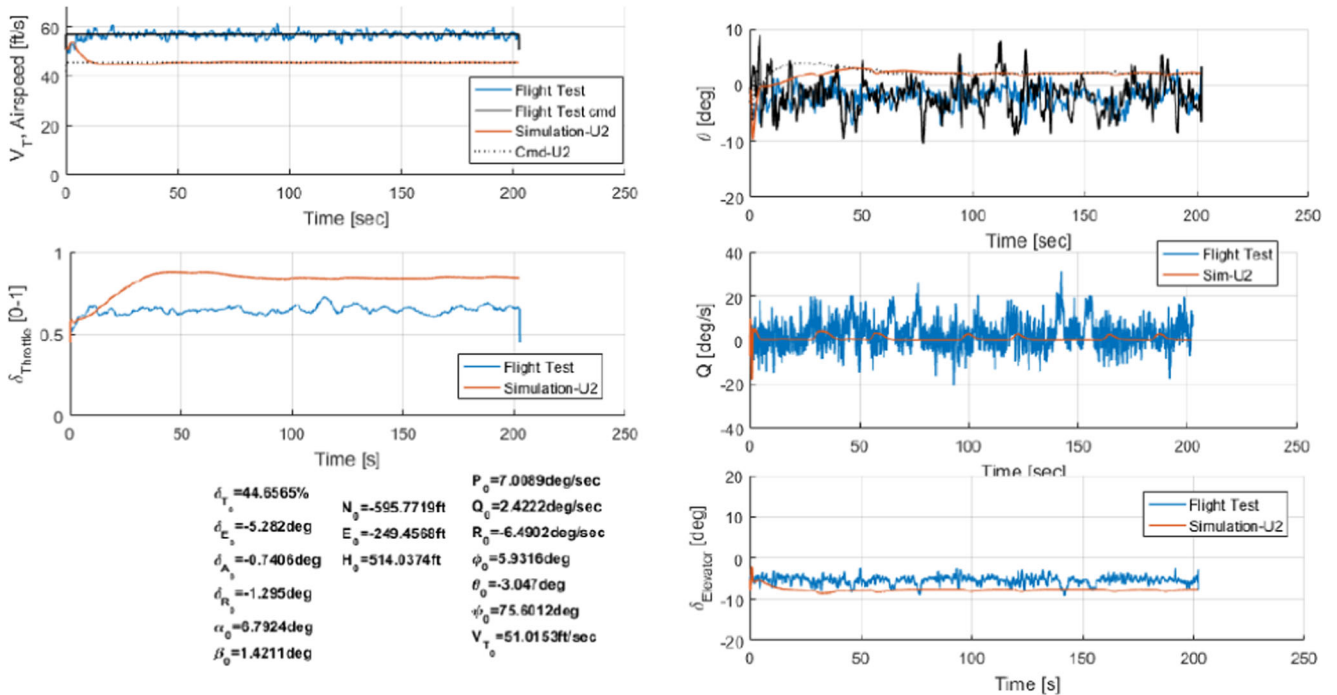 60
40
20
0
V_T, Airspeed [ft/s]
Flight Test
Flight Test cmd
Simulation-U2
Cmd-U2
0 50 100 150 200 250
Time [sec]
10
0
-10
-20
θ [deg]
0 50 100 150 200 250
Time [sec]
1
0.5
0
δ_Throttle [0-1]
Flight Test
Simulation-U2
0 50 100 150 200 250
Time [s]
40
20
0
-20
-40
Q [deg/s]
Flight Test
Sim-U2
0 50 100 150 200 250
Time [sec]
δ_T_0=44.6565%
δ_E_0=-5.282deg
δ_A_0=-0.7406deg
δ_R_0=-1.295deg
α_0=6.7924deg
β_0=1.4211deg
N_0=-595.7719ft
E_0=-249.4568ft
H_0=514.0374ft
P_0=7.0089deg/sec
Q_0=2.4222deg/sec
R_0=-6.4902deg/sec
ϕ_0=5.9316deg
θ_0=-3.047deg
ψ_0=75.6012deg
V_T_0=51.0153ft/sec
20
10
0
-10
-20
δ_Elevator [deg]
Flight Test
Simulation-U2
0 50 100 150 200 250
Time [s]